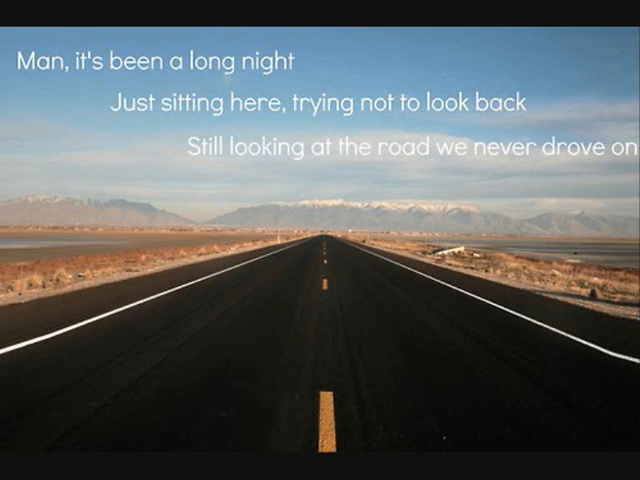 Man, it's been a long night
Just sitting here, trying not to look back
Still looking at the road we never drove on